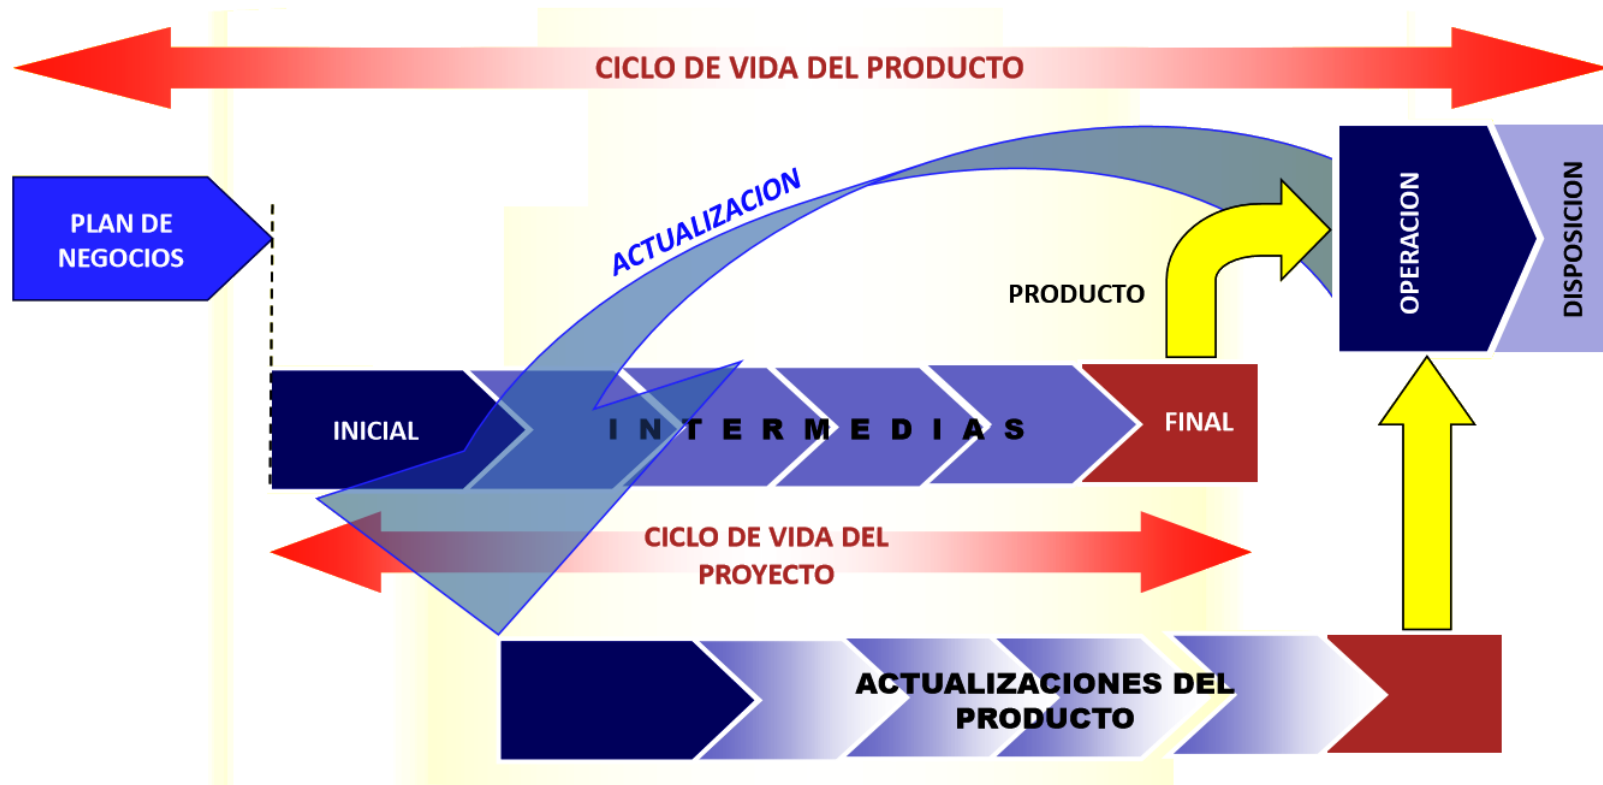 CICLO DE VIDA DEL PRODUCTO
PLAN DE
NEGOCIOS
ACTUALIZACION
PRODUCTO
OPERACION
DISPOSICION
INICIAL
INTERMEDIAS
FINAL
CICLO DE VIDA DEL
PROYECTO
ACTUALIZACIONES DEL
PRODUCTO